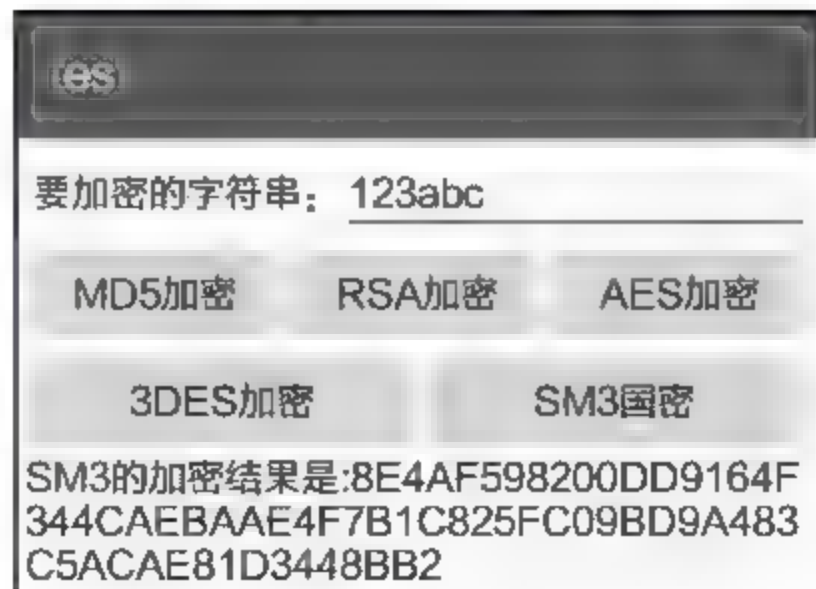 要加密的字符串：123abc
MD5加密 RSA加密 AES加密
3DES加密 SM3国密
SM3的加密结果是:8E4AF598200DD9164F
344CAEBAAE4F7B1C825FC09BD9A483
C5ACAE81D3448BB2